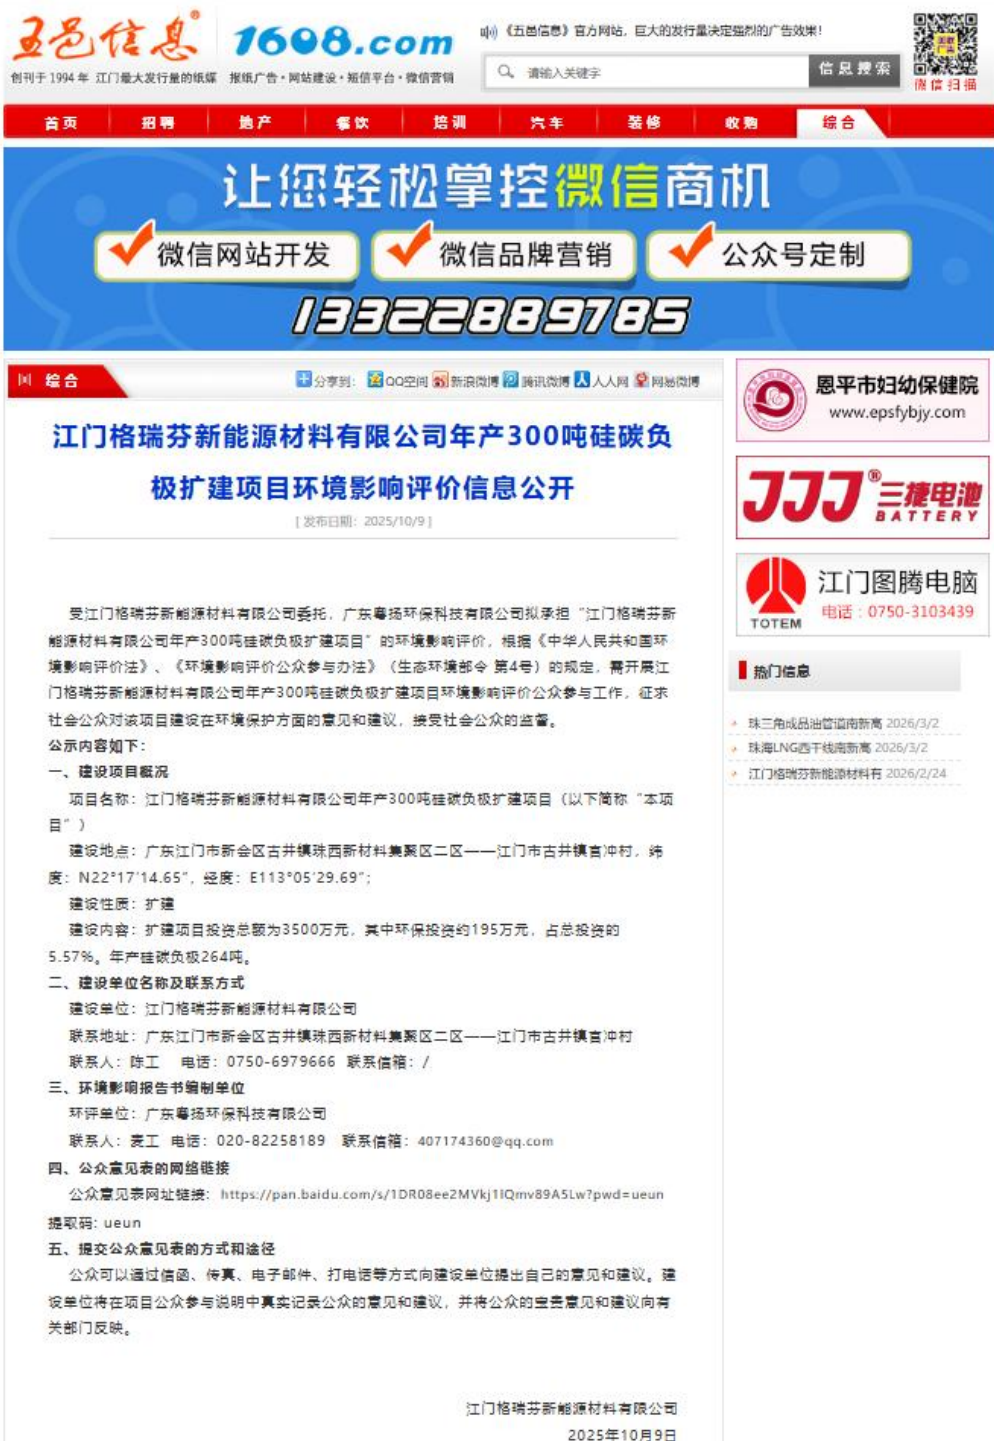 五邑信息® 1608.com
创刊于1994年 江门最大发行量的纸媒 报纸广告·网站建设·短信平台·微信营销
《五邑信息》官方网站，巨大的发行量决定强烈的广告效果！
请输入关键字 信息搜索
微信扫描
首页 招聘 地产 餐饮 培训 汽车 装修 收购 综合
让您轻松掌控微信商机
微信网站开发 微信品牌营销 公众号定制
13322889785
综合 分享到： QQ空间 新浪微博 腾讯微博 人人网 网易微博
江门格瑞芬新能源材料有限公司年产300吨硅碳负
极扩建项目环境影响评价信息公开
[ 发布日期：2025/10/9 ]
受江门格瑞芬新能源材料有限公司委托，广东粤扬环保科技有限公司拟承担“江门格瑞芬新
能源材料有限公司年产300吨硅碳负极扩建项目”的环境影响评价，根据《中华人民共和国环
境影响评价法》、《环境影响评价公众参与办法》（生态环境部令 第4号）的规定，需开展江
门格瑞芬新能源材料有限公司年产300吨硅碳负极扩建项目环境影响评价公众参与工作，征求
社会公众对该项目建设在环境保护方面的意见和建议，接受社会公众的监督。
公示内容如下：
一、建设项目概况
项目名称：江门格瑞芬新能源材料有限公司年产300吨硅碳负极扩建项目（以下简称“本项
目”）
建设地点：广东江门市新会区古井镇珠西新材料集聚区二区——江门市古井镇官冲村，纬
度：N22°17′14.65″，经度：E113°05′29.69″；
建设性质：扩建
建设内容：扩建项目投资总额为3500万元，其中环保投资约195万元，占总投资的
5.57%。年产硅碳负极264吨。
二、建设单位名称及联系方式
建设单位：江门格瑞芬新能源材料有限公司
联系地址：广东江门市新会区古井镇珠西新材料集聚区二区——江门市古井镇官冲村
联系人：陈工 电话：0750-6979666 联系信箱：/
三、环境影响报告书编制单位
环评单位：广东粤扬环保科技有限公司
联系人：麦工 电话：020-82258189 联系信箱：407174360@qq.com
四、公众意见表的网络链接
公众意见表网址链接：https://pan.baidu.com/s/1DR08ee2MVkj1lQmv89A5Lw?pwd=ueun
提取码: ueun
五、提交公众意见表的方式和途径
公众可以通过信函、传真、电子邮件、打电话等方式向建设单位提出自己的意见和建议。建
设单位将在项目公众参与说明中真实记录公众的意见和建议，并将公众的宝贵意见和建议向有
关部门反映。
江门格瑞芬新能源材料有限公司
2025年10月9日
恩平市妇幼保健院
www.epsfybjy.com
JJJ® 三捷电池
BATTERY
TOTEM 江门图腾电脑
电话：0750-3103439
热门信息
珠三角成品油管道南新高 2026/3/2
珠海LNG西干线南新高 2026/3/2
江门格瑞芬新能源材料有 2026/2/24